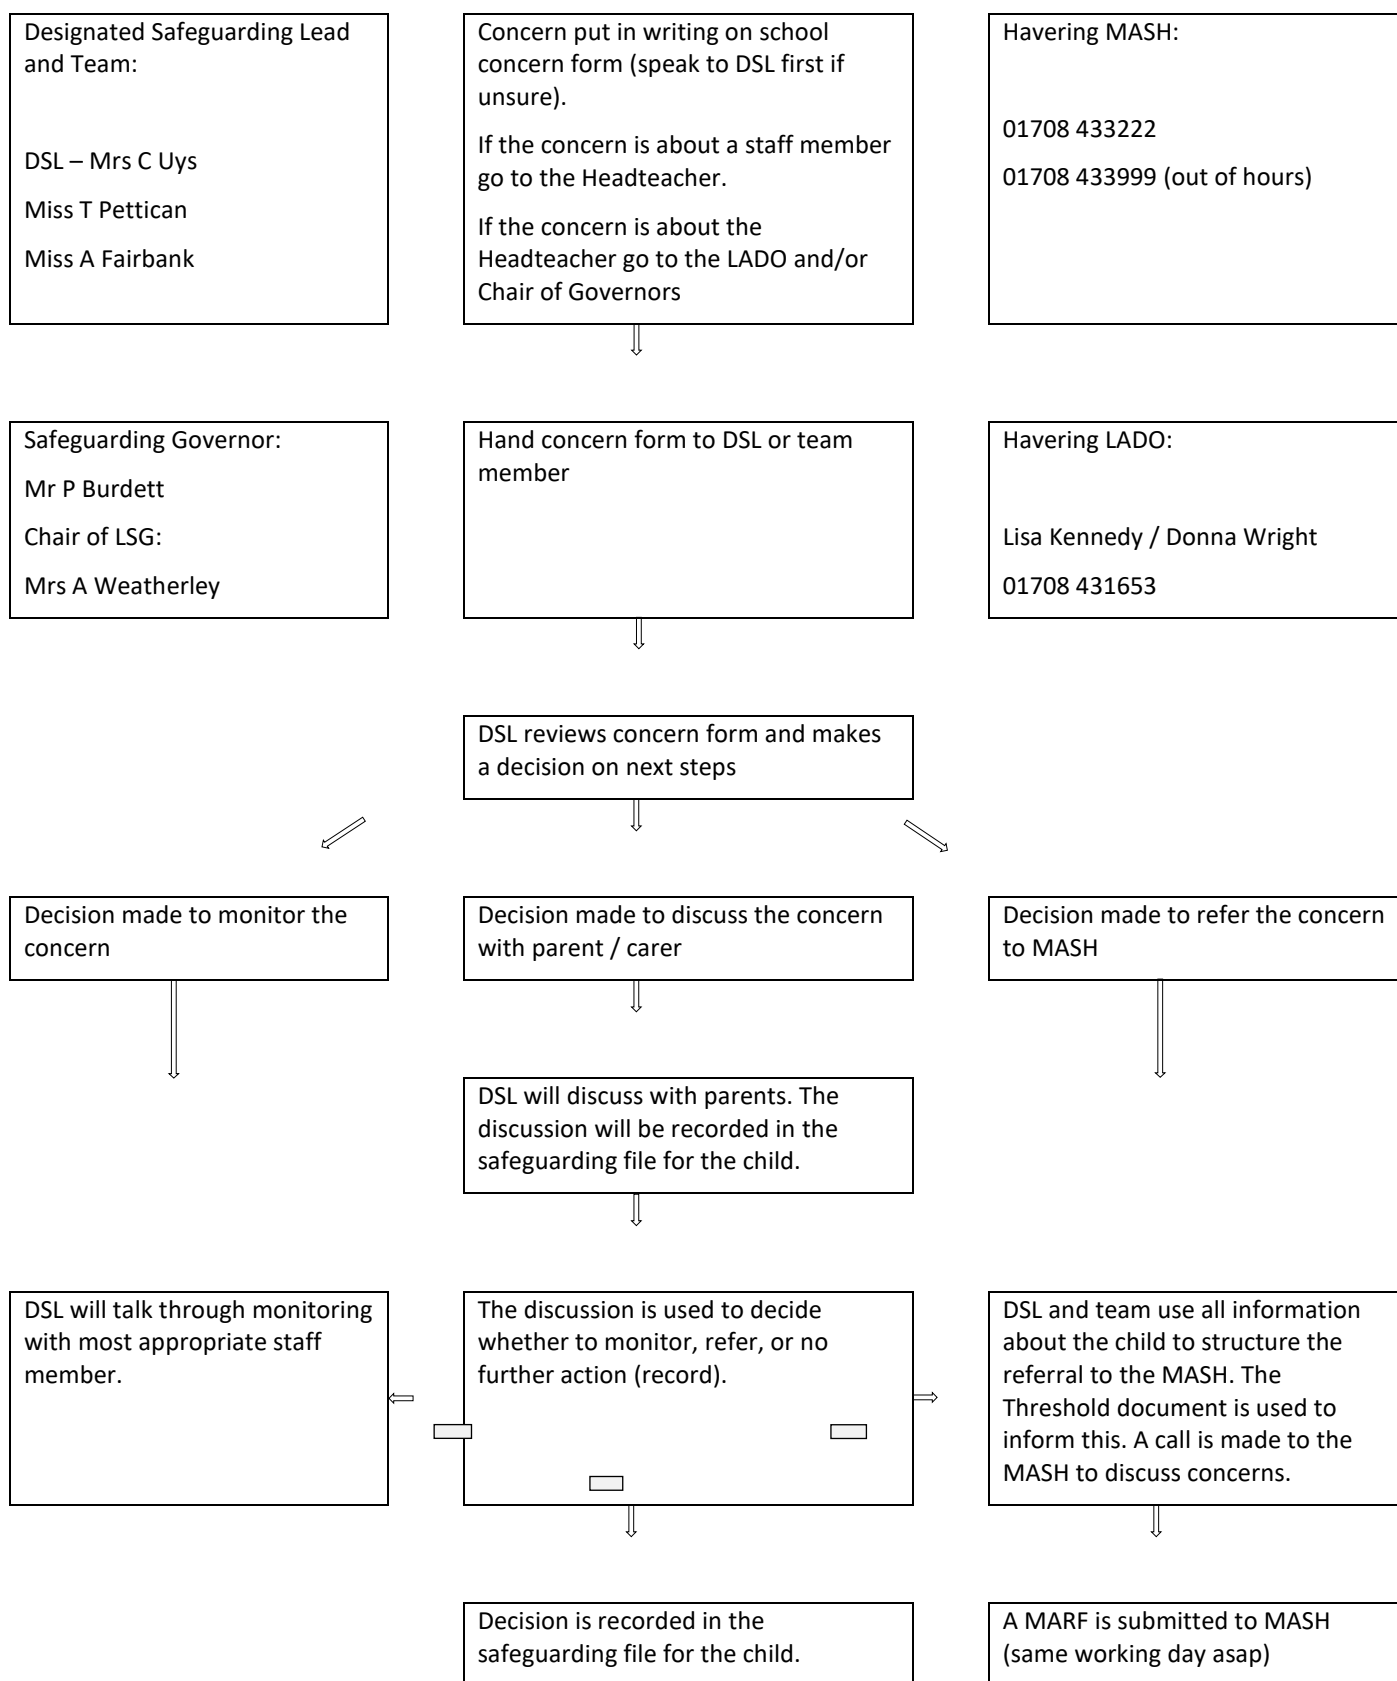 Designated Safeguarding Lead
and Team:
DSL – Mrs C Uys
Miss T Pettican
Miss A Fairbank
Concern put in writing on school
concern form (speak to DSL first if
unsure).
If the concern is about a staff member
go to the Headteacher.
If the concern is about the
Headteacher go to the LADO and/or
Chair of Governors
Havering MASH:
01708 433222
01708 433999 (out of hours)
Safeguarding Governor:
Mr P Burdett
Chair of LSG:
Mrs A Weatherley
Hand concern form to DSL or team
member
Havering LADO:
Lisa Kennedy / Donna Wright
01708 431653
DSL reviews concern form and makes
a decision on next steps
Decision made to monitor the
concern
Decision made to discuss the concern
with parent / carer
Decision made to refer the concern
to MASH
DSL will discuss with parents. The
discussion will be recorded in the
safeguarding file for the child.
DSL will talk through monitoring
with most appropriate staff
member.
The discussion is used to decide
whether to monitor, refer, or no
further action (record).
DSL and team use all information
about the child to structure the
referral to the MASH. The
Threshold document is used to
inform this. A call is made to the
MASH to discuss concerns.
Decision is recorded in the
safeguarding file for the child.
A MARF is submitted to MASH
(same working day asap)